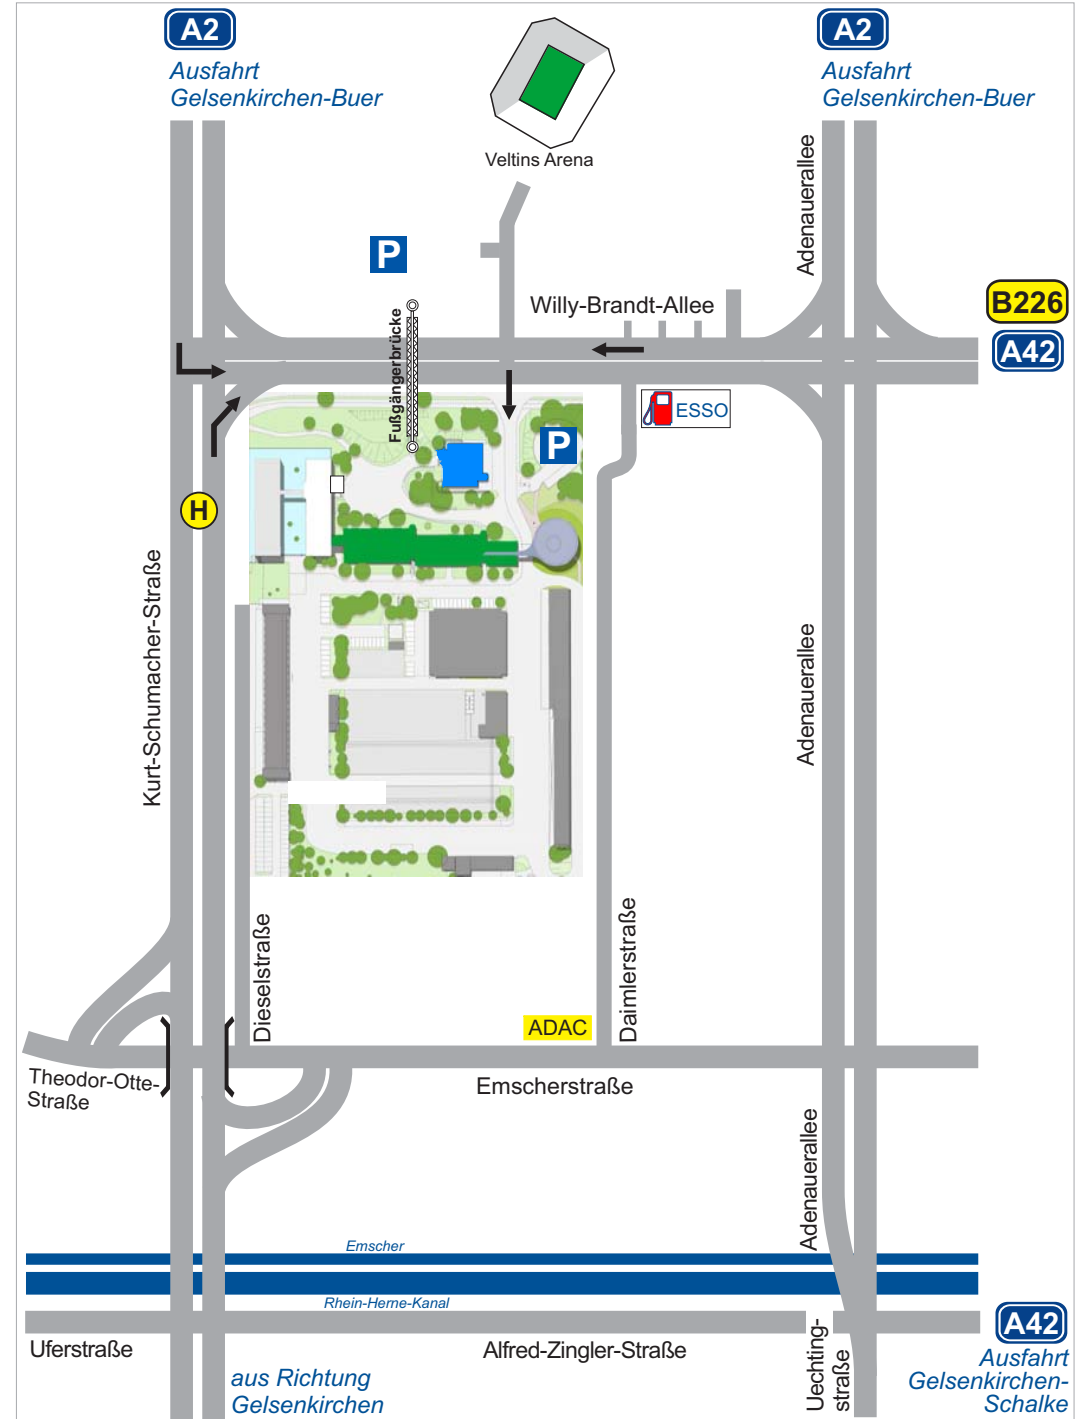 A2
Ausfahrt
Gelsenkirchen-Buer
A2
Ausfahrt
Gelsenkirchen-Buer
Veltins Arena
Adenauerallee
P
Willy-Brandt-Allee
B226
A42
Fußgängerbrücke
ESSO
P
H
Kurt-Schumacher-Straße
Adenauerallee
Dieselstraße
Daimlerstraße
ADAC
Theodor-Otte-
Straße
Emscherstraße
Adenauerallee
Emscher
Rhein-Herne-Kanal
Uferstraße
Alfred-Zingler-Straße
Uechting-
straße
A42
Ausfahrt
Gelsenkirchen-
Schalke
aus Richtung
Gelsenkirchen